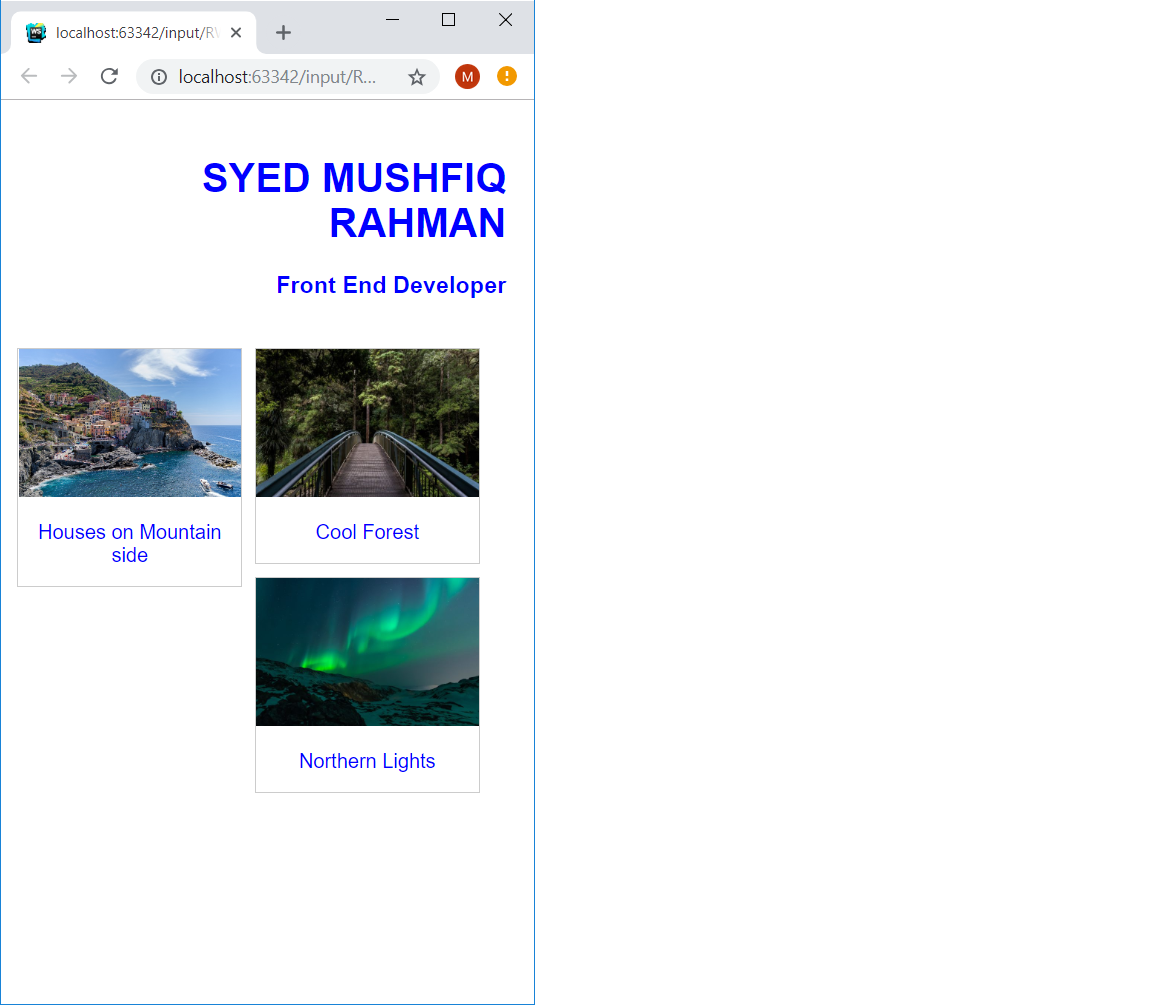 localhost:63342/input/RV
localhost:63342/input/R...
M
SYED MUSHFIQ
RAHMAN
Front End Developer
Houses on Mountain
side
Cool Forest
Northern Lights